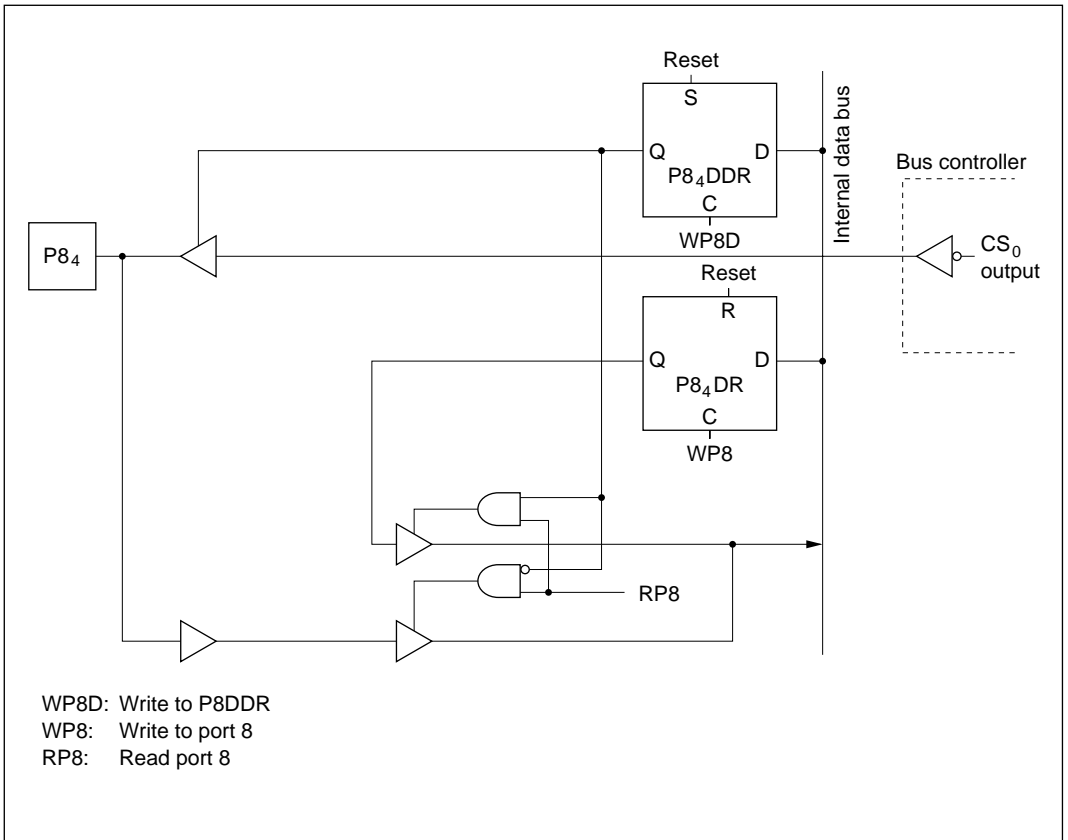 Reset
S
Q
D
P8₄DDR
C
WP8D
Internal data bus
Bus controller
CS₀
output
P8₄
Reset
R
Q
D
P8₄DR
C
WP8
RP8
WP8D: Write to P8DDR
WP8: Write to port 8
RP8: Read port 8